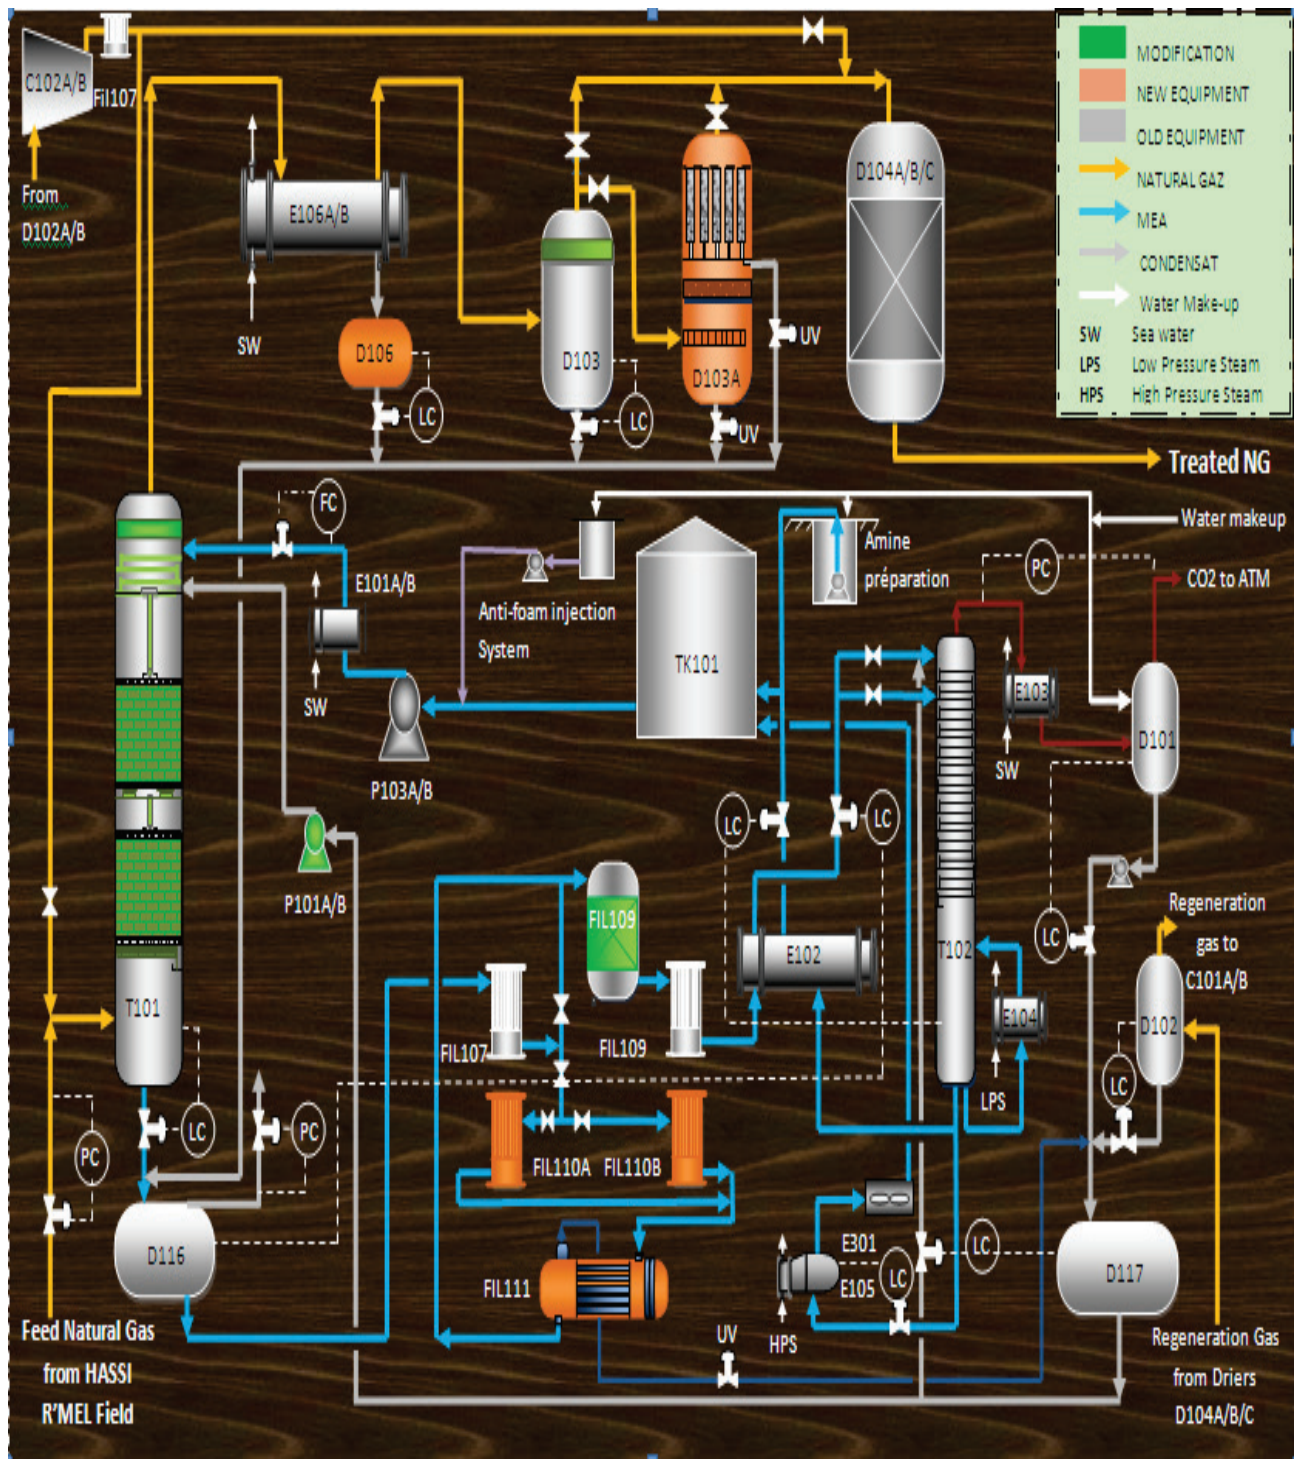 C102A/B
Fil107
From
D102A/B
E106A/B
SW
D106
LC
D103
LC
D103A
UV
UV
D104A/B/C
MODIFICATION
NEW EQUIPMENT
OLD EQUIPMENT
NATURAL GAZ
MEA
CONDENSAT
Water Make-up
SW Sea water
LPS Low Pressure Steam
HPS High Pressure Steam
Treated NG
Water makeup
CO2 to ATM
FC
E101A/B
SW
P103A/B
Anti-foam injection
System
TK101
Amine
préparation
PC
E103
SW
D101
LC
LC
P101A/B
FIL109
E102
T102
LC
Regeneration
gas to
C101A/B
D102
LC
E104
LPS
T101
FIL107
FIL109
LC
PC
PC
FIL110A
FIL110B
D116
FIL111
E301
E105
LC
LC
HPS
UV
D117
Feed Natural Gas
from HASSI
R'MEL Field
Regeneration Gas
from Driers
D104A/B/C